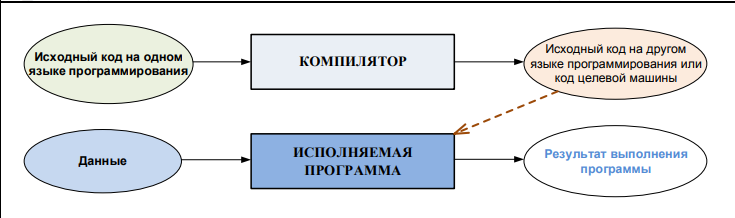 Исходный код на одном
языке программирования
КОМПИЛЯТОР
Исходный код на другом
языке программирования или
код целевой машины
Данные
ИСПОЛНЯЕМАЯ
ПРОГРАММА
Результат выполнения
программы